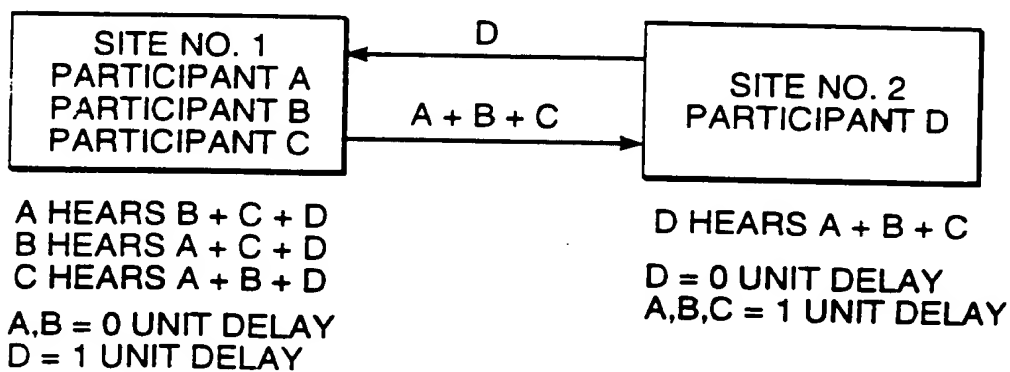 SITE NO. 1
PARTICIPANT A
PARTICIPANT B
PARTICIPANT C
D
A + B + C
SITE NO. 2
PARTICIPANT D
A HEARS B + C + D
B HEARS A + C + D
C HEARS A + B + D
A,B = 0 UNIT DELAY
D = 1 UNIT DELAY
D HEARS A + B + C
D = 0 UNIT DELAY
A,B,C = 1 UNIT DELAY